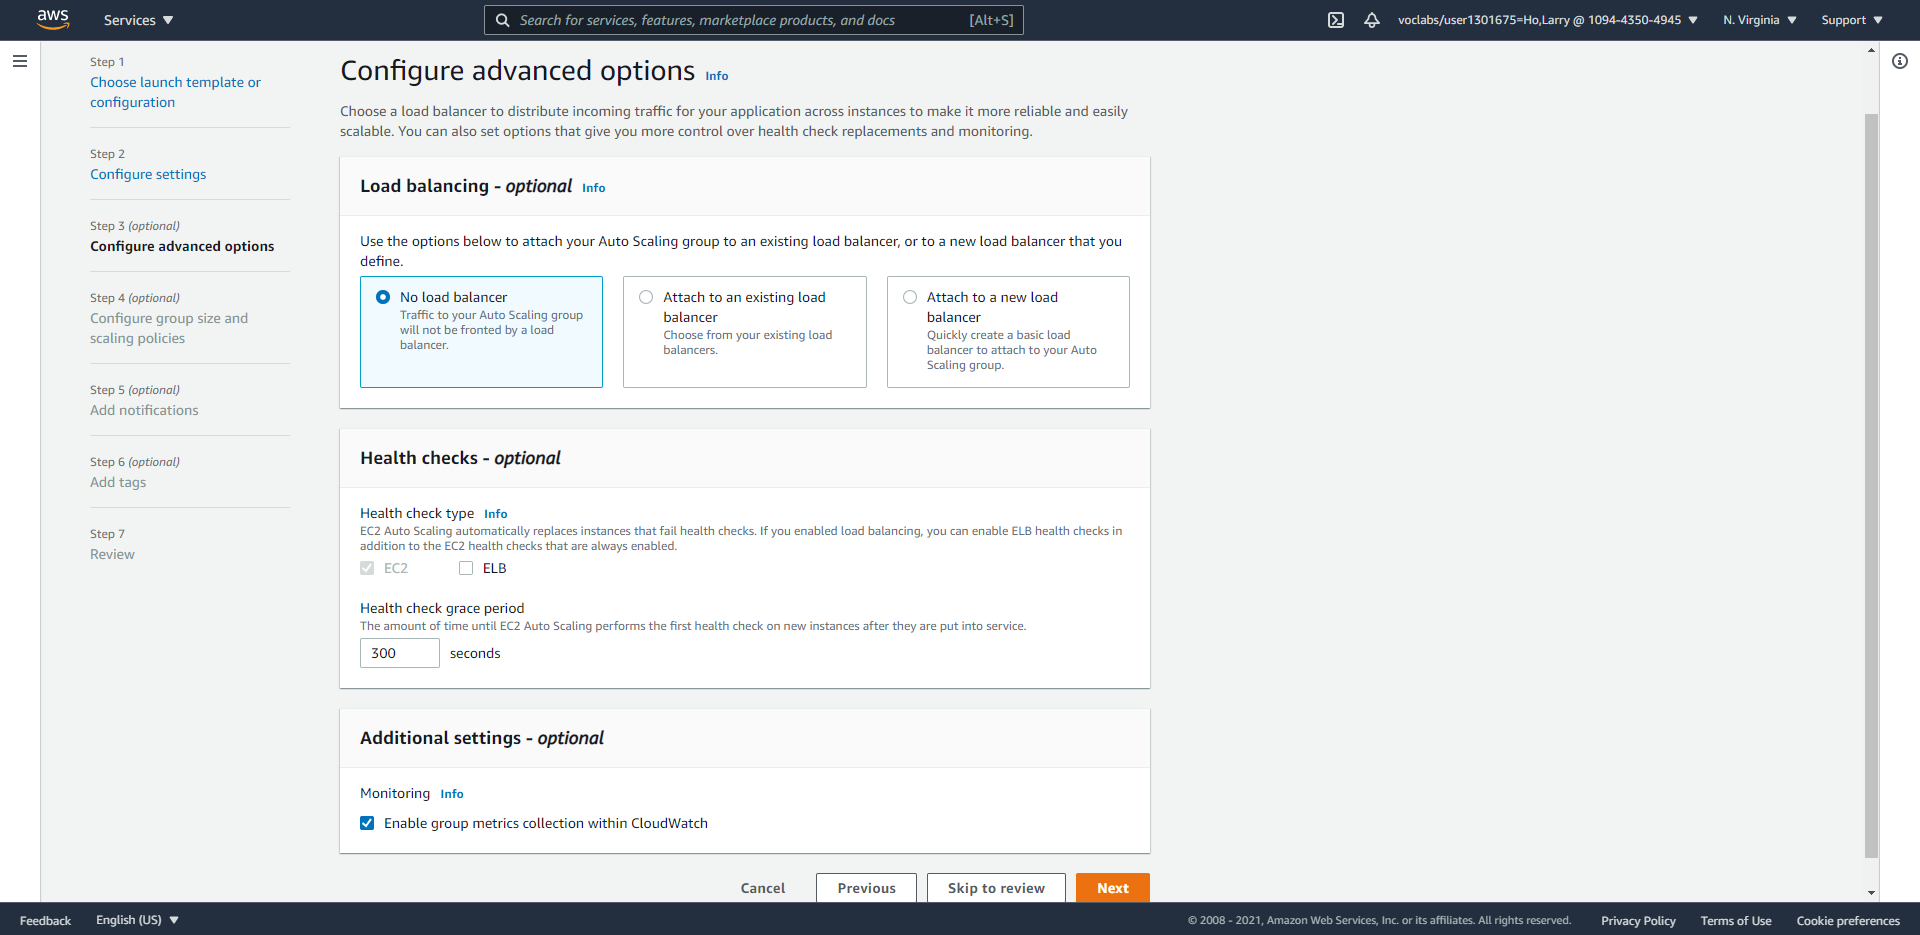 aws
Services
Search for services, features, marketplace products, and docs
[Alt+S]
voclabs/user1301675=Ho,Larry @ 1094-4350-4945
N. Virginia
Support
Step 1
Choose launch template or
configuration
Step 2
Configure settings
Step 3 (optional)
Configure advanced options
Step 4 (optional)
Configure group size and
scaling policies
Step 5 (optional)
Add notifications
Step 6 (optional)
Add tags
Step 7
Review
Configure advanced options Info
Choose a load balancer to distribute incoming traffic for your application across instances to make it more reliable and easily
scalable. You can also set options that give you more control over health check replacements and monitoring.
Load balancing - optional Info
Use the options below to attach your Auto Scaling group to an existing load balancer, or to a new load balancer that you
define.
No load balancer
Traffic to your Auto Scaling group
will not be fronted by a load
balancer.
Attach to an existing load
balancer
Choose from your existing load
balancers.
Attach to a new load
balancer
Quickly create a basic load
balancer to attach to your Auto
Scaling group.
Health checks - optional
Health check type Info
EC2 Auto Scaling automatically replaces instances that fail health checks. If you enabled load balancing, you can enable ELB health checks in
addition to the EC2 health checks that are always enabled.
EC2 ELB
Health check grace period
The amount of time until EC2 Auto Scaling performs the first health check on new instances after they are put into service.
300 seconds
Additional settings - optional
Monitoring Info
Enable group metrics collection within CloudWatch
Cancel Previous Skip to review Next
Feedback English (US) © 2008 - 2021, Amazon Web Services, Inc. or its affiliates. All rights reserved. Privacy Policy Terms of Use Cookie preferences